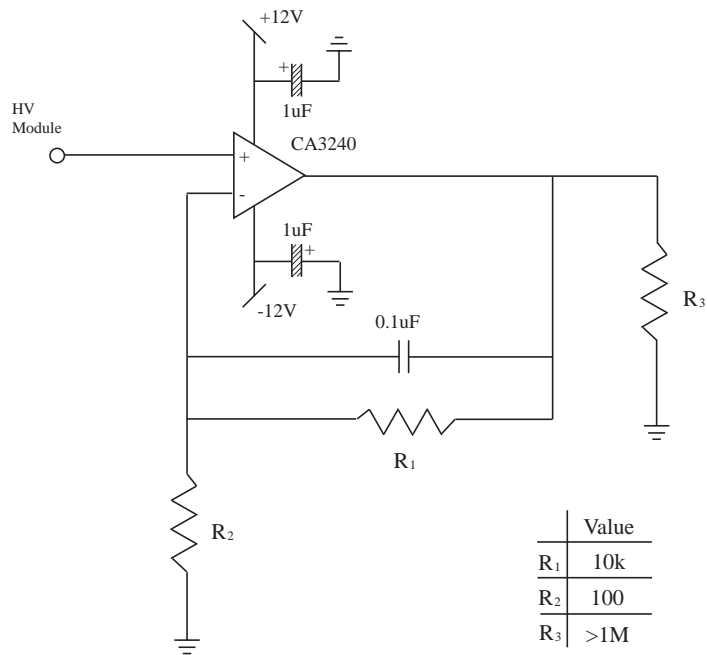 +12V
+
1uF
HV
Module
CA3240
+
-
1uF
+
-12V
0.1uF
R3
R1
R2
Value
R1 10k
R2 100
R3 >1M